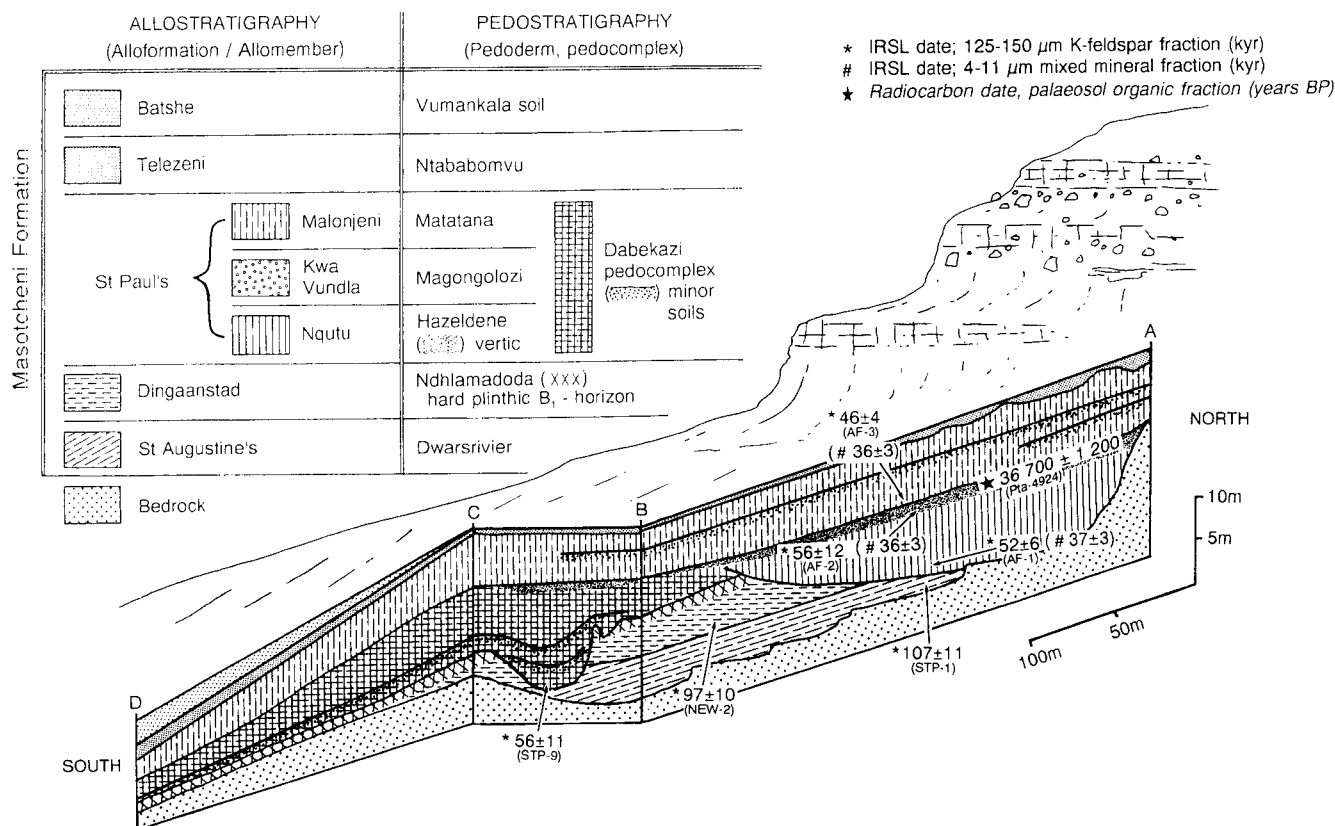 ALLOSTRATIGRAPHY
(Alloformation / Allomember)
PEDOSTRATIGRAPHY
(Pedoderm, pedocomplex)
* IRSL date; 125-150 µm K-feldspar fraction (kyr)
# IRSL date; 4-11 µm mixed mineral fraction (kyr)
★ Radiocarbon date, palaeosol organic fraction (years BP)
Masotcheni Formation
Batshe
Vumankala soil
Telezeni
Ntababomvu
St Paul's
Malonjeni
Matatana
Kwa
Vundla
Magongolozi
Nqutu
Hazeldene
( ) vertic
Dabekazi
pedocomplex
( ) minor
soils
Dingaanstad
Ndhlamadoda (xxx)
hard plinthic B1 - horizon
St Augustine's
Dwarsrivier
Bedrock
A
NORTH
* 46±4
(AF-3)
(# 36±3)
★ 36 700 ± 1 200
(Pta-4924)
10m
5m
C
B
* 56±12 (# 36±3)
(AF-2)
* 52±6 (# 37±3)
(AF-1)
50m
100m
* 107±11
(STP-1)
* 97±10
(NEW-2)
D
* 56±11
(STP-9)
SOUTH